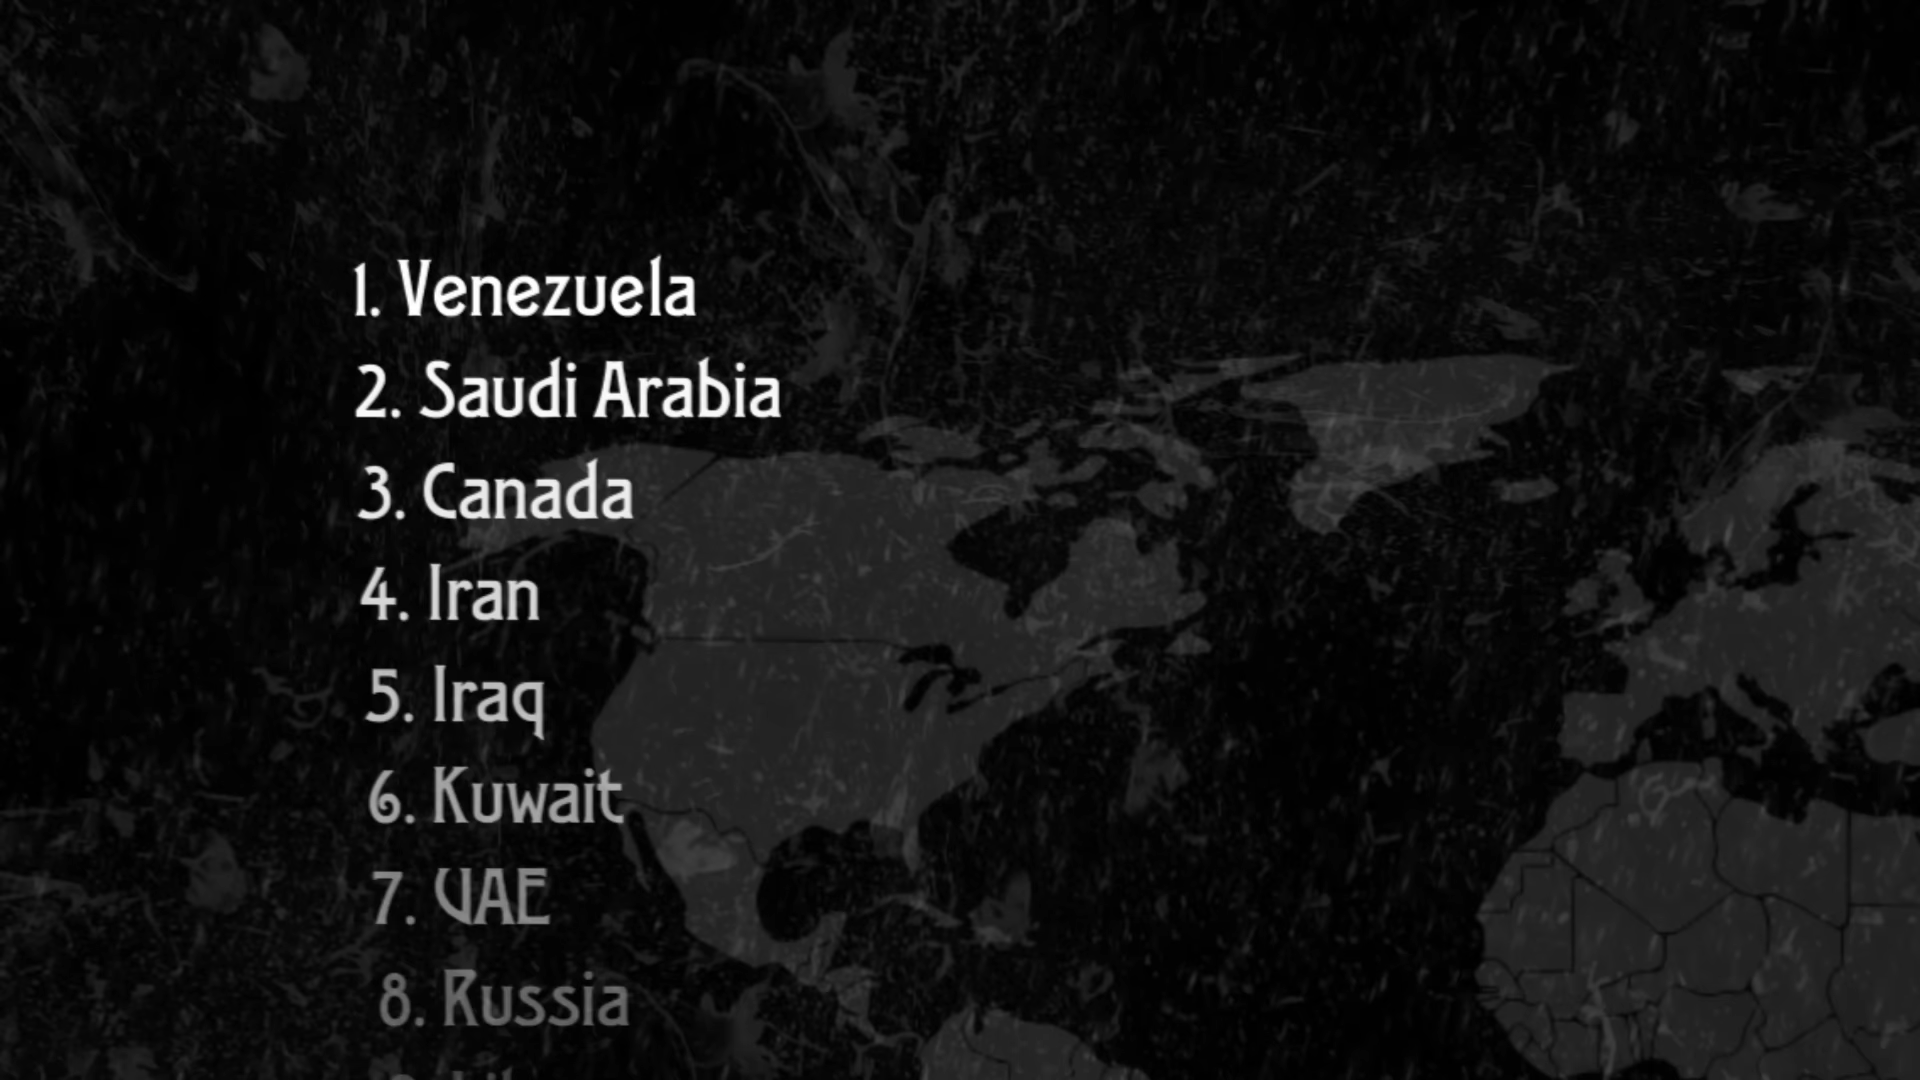 1. Venezuela
2. Saudi Arabia
3. Canada
4. Iran
5. Iraq
6. Kuwait
7. UAE
8. Russia